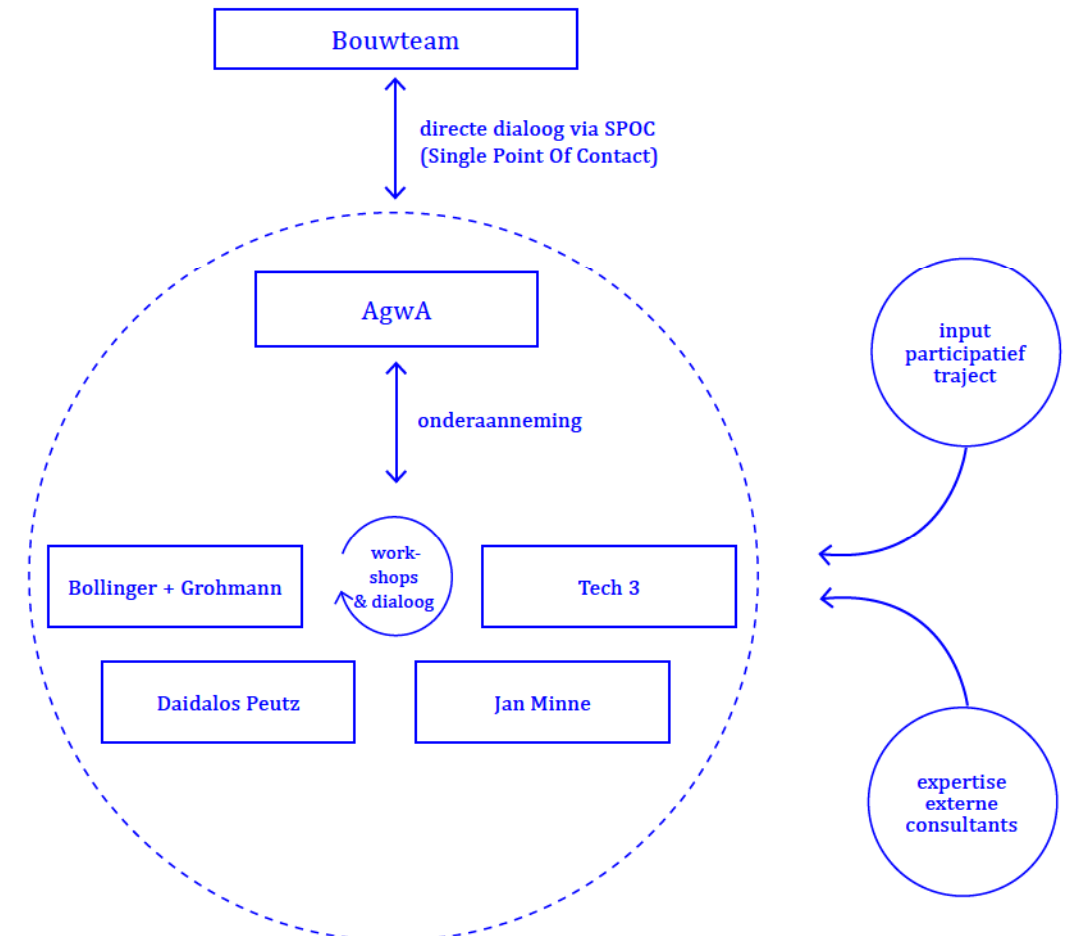 Bouwteam
directe dialoog via SPOC
(Single Point Of Contact)
AgwA
onderaanneming
input
participatief
traject
Bollinger + Grohmann
work-
shops
& dialoog
Tech 3
Daidalos Peutz
Jan Minne
expertise
externe
consultants